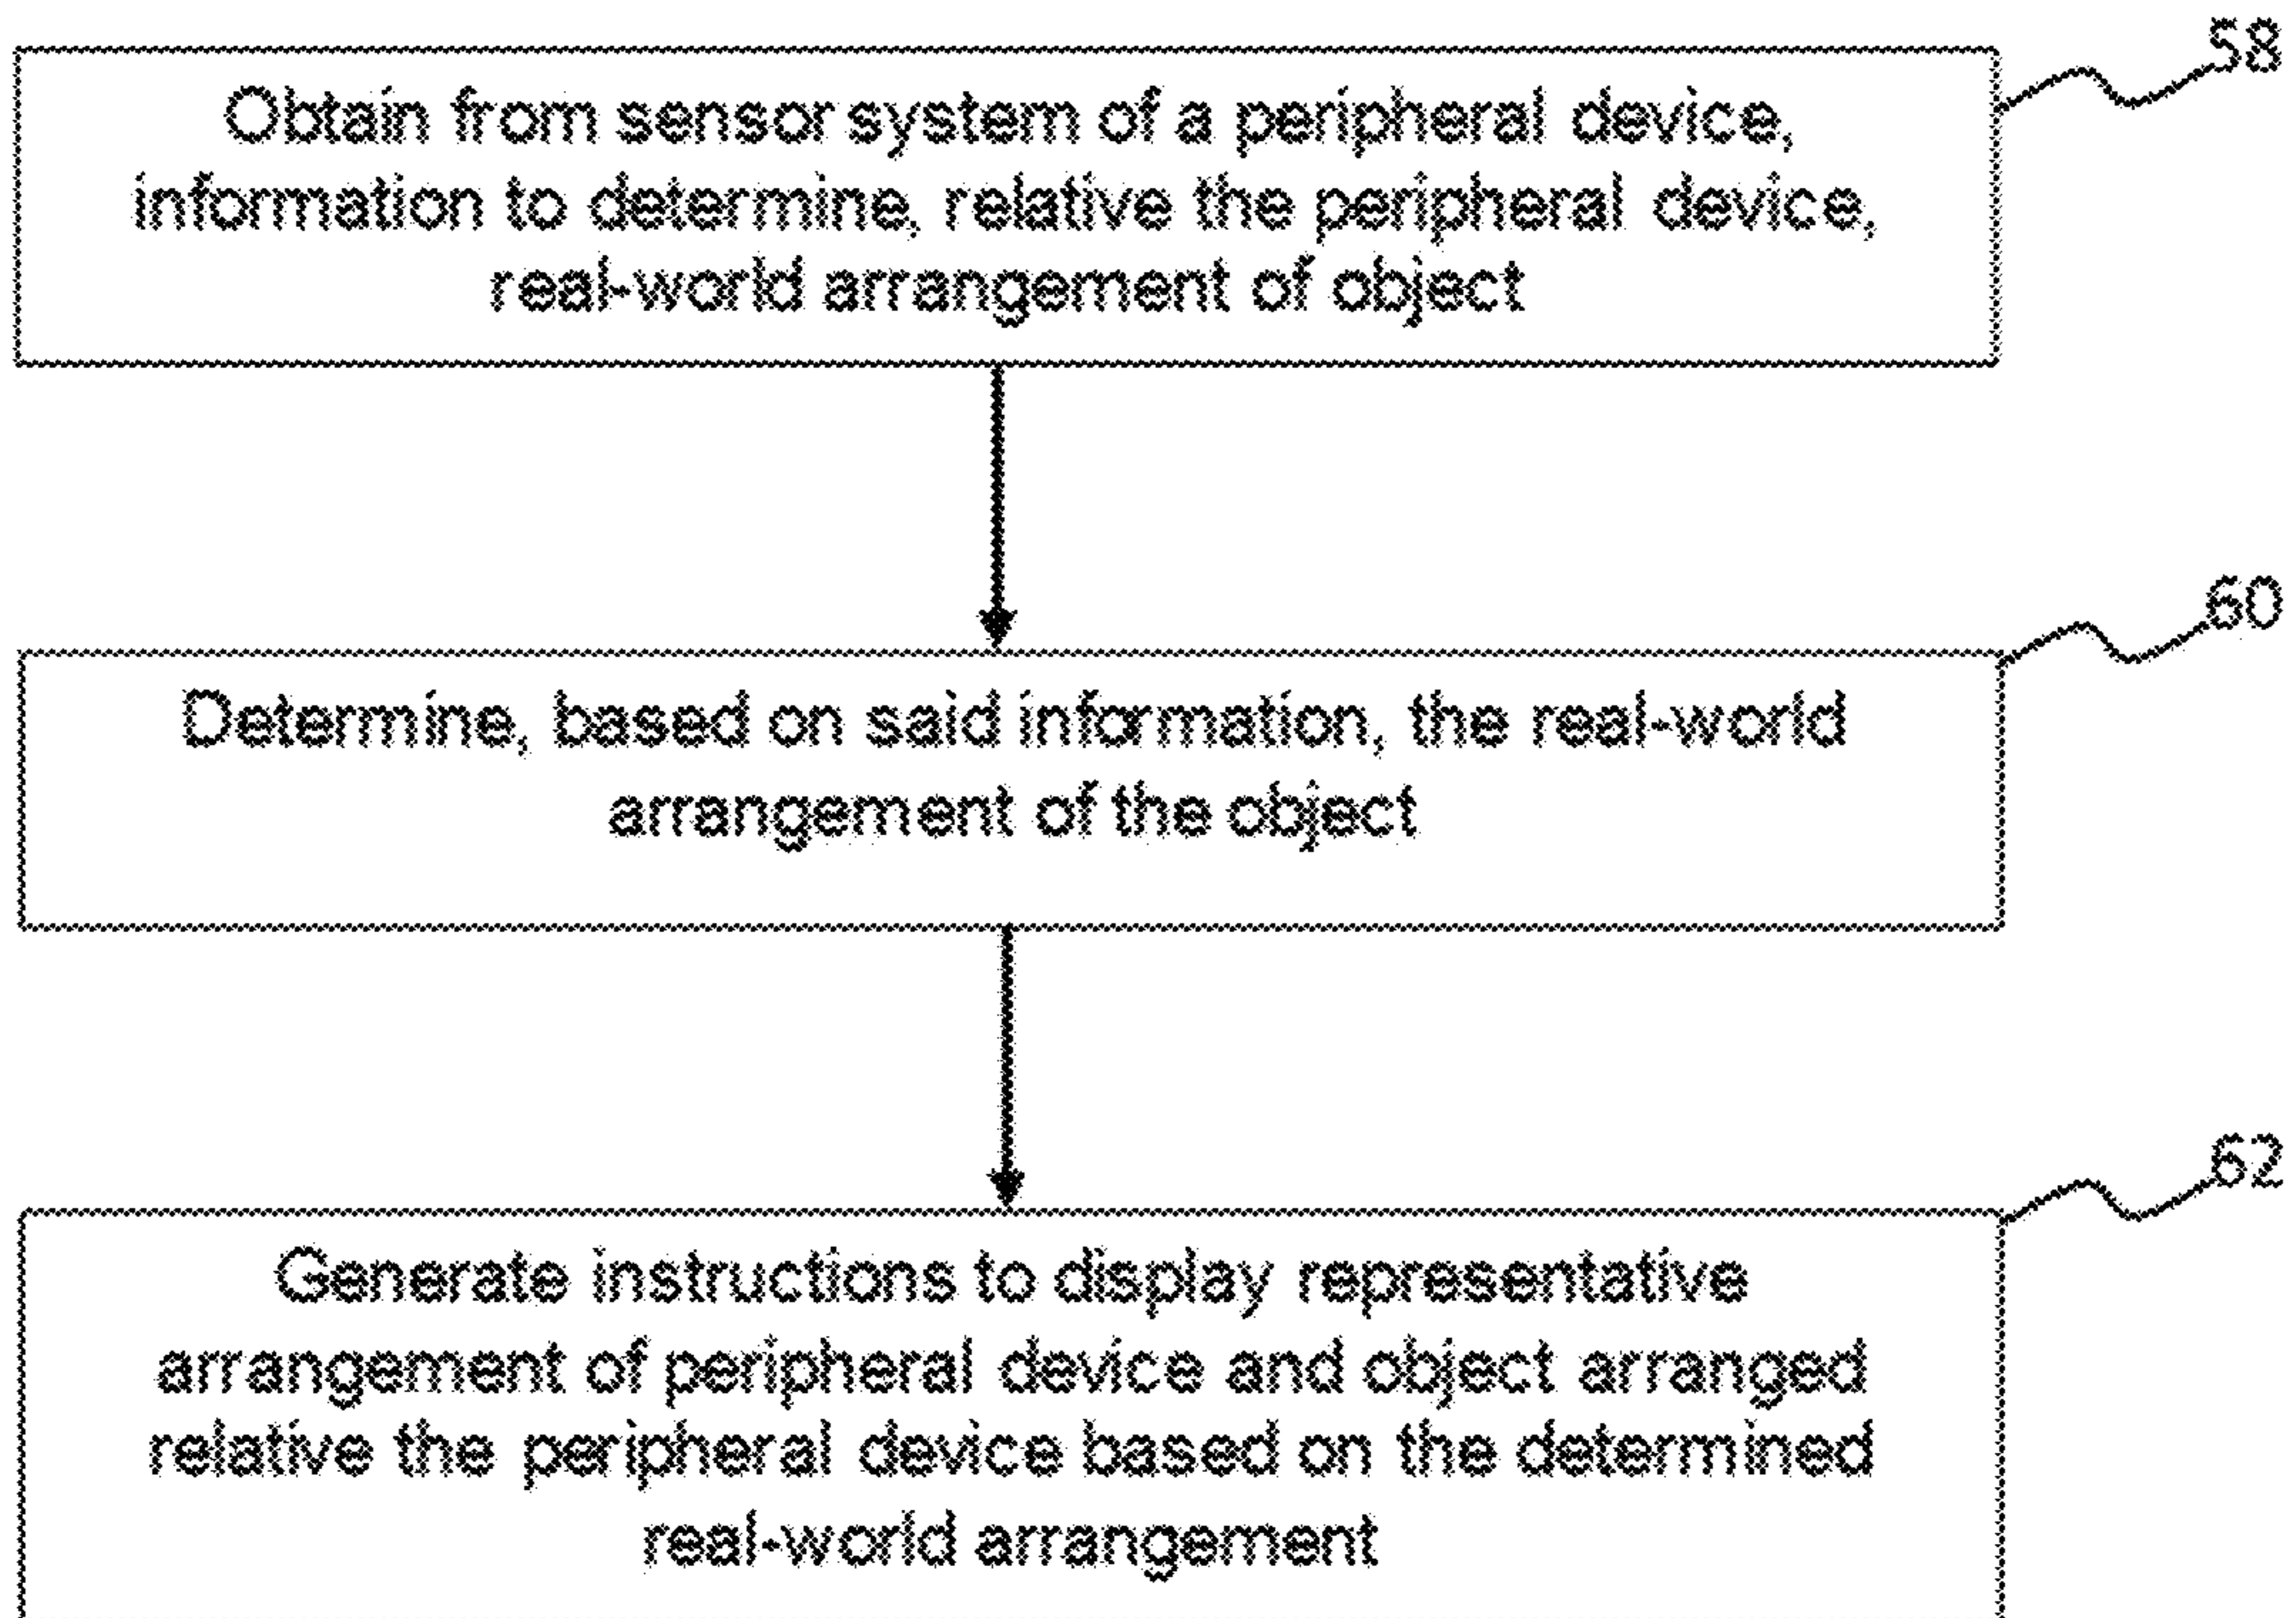 58
Obtain from sensor system of a peripheral device,
information to determine, relative the peripheral device,
real-world arrangement of object
60
Determine, based on said information, the real-world
arrangement of the object
62
Generate instructions to display representative
arrangement of peripheral device and object arranged
relative the peripheral device based on the determined
real-world arrangement